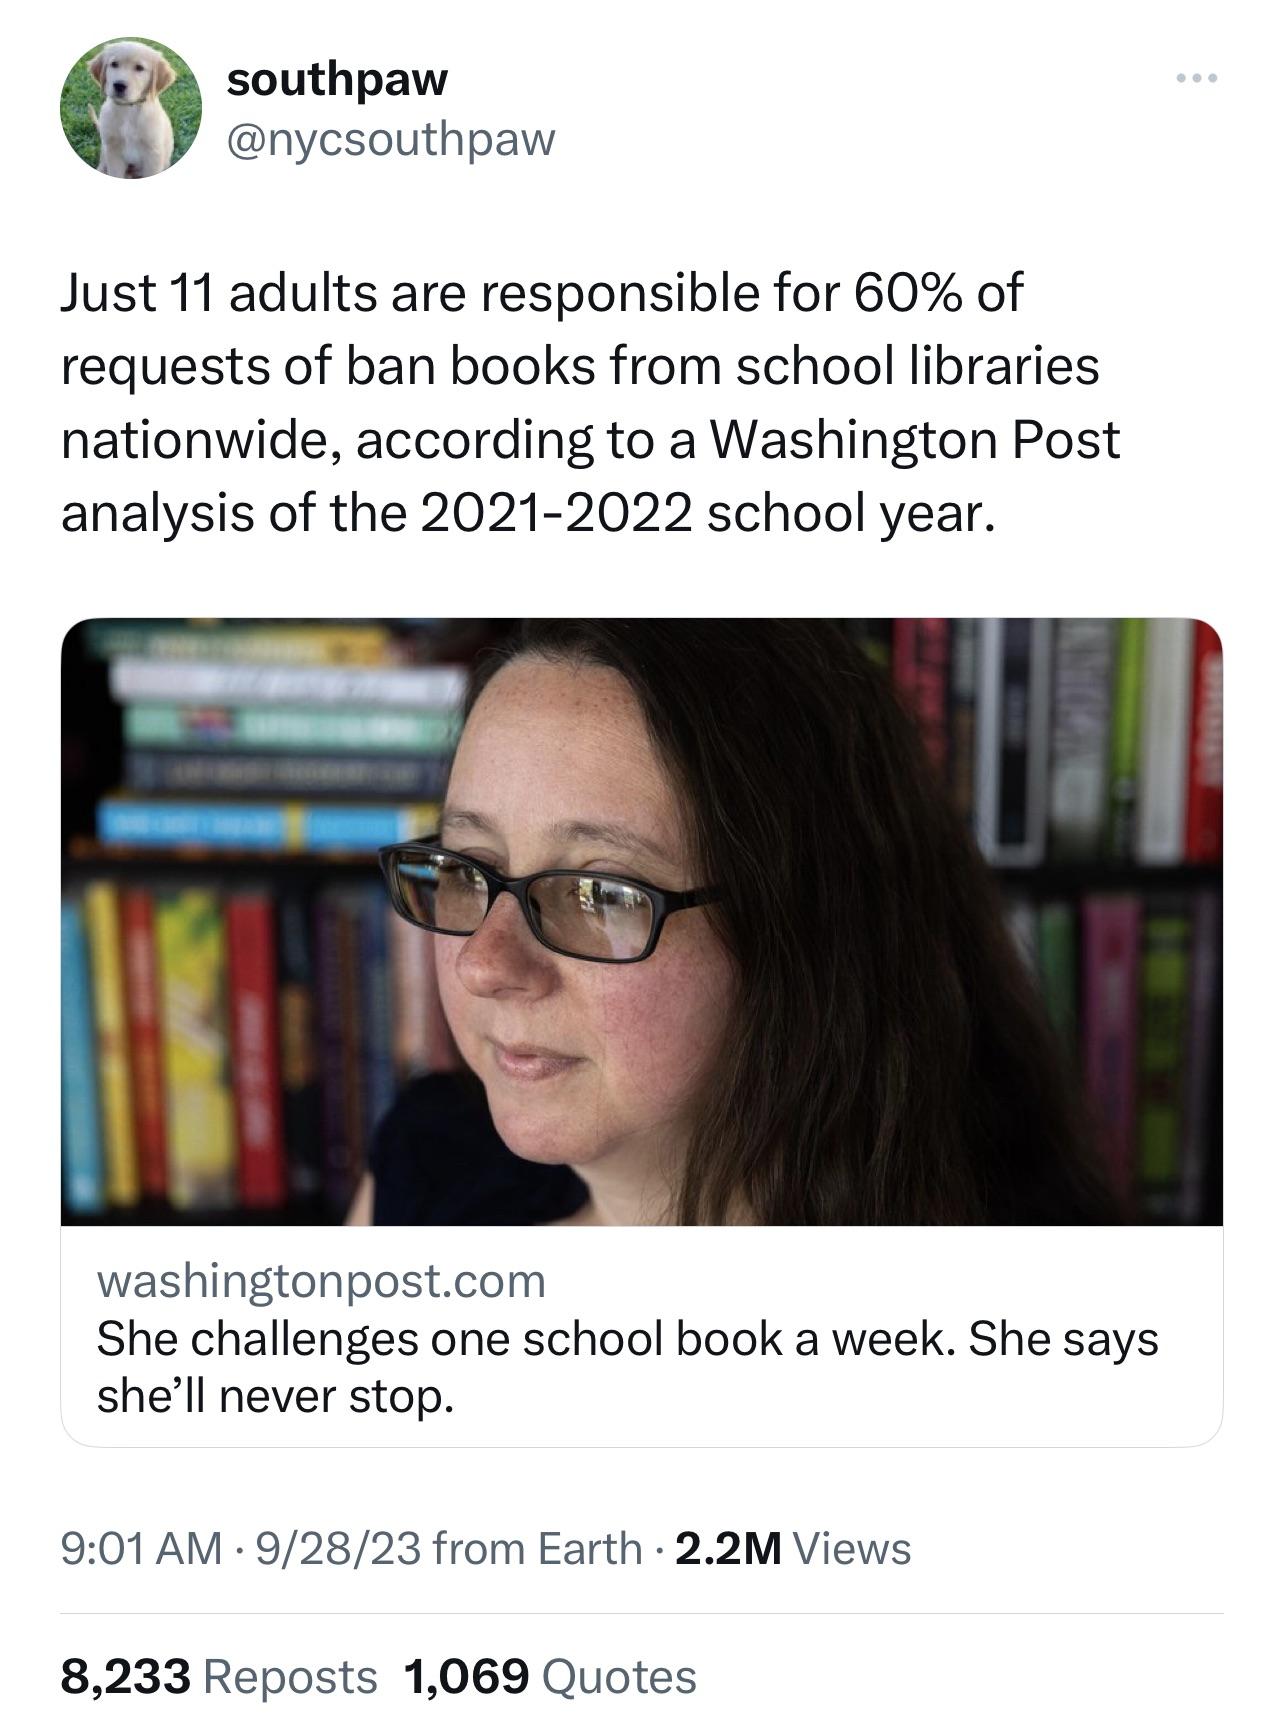 southpaw
@nycsouthpaw
Just 11 adults are responsible for 60% of
requests of ban books from school libraries
nationwide, according to a Washington Post
analysis of the 2021-2022 school year.
washingtonpost.com
She challenges one school book a week. She says
she’ll never stop.
9:01 AM · 9/28/23 from Earth · 2.2M Views
8,233 Reposts 1,069 Quotes